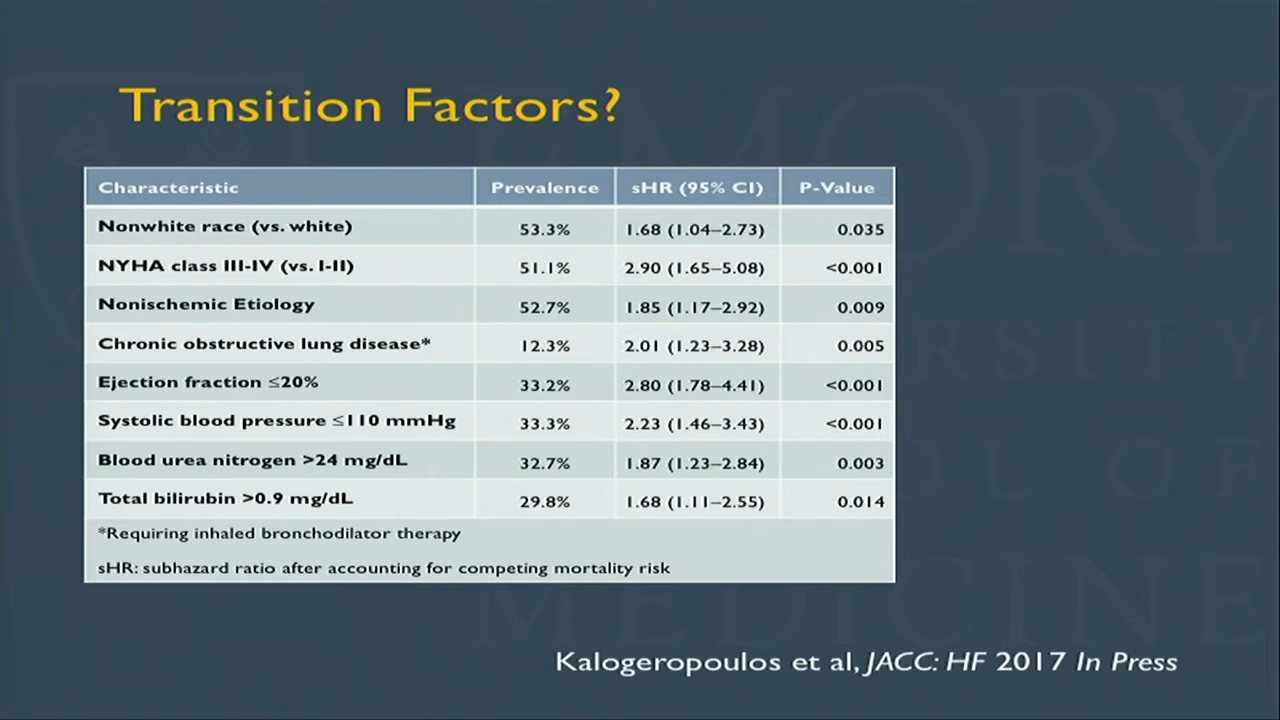 Transition Factors?
Characteristic Prevalence sHR (95% CI) P-Value
Nonwhite race (vs. white) 53.3% 1.68 (1.04–2.73) 0.035
NYHA class III-IV (vs. I-II) 51.1% 2.90 (1.65–5.08) <0.001
Nonischemic Etiology 52.7% 1.85 (1.17–2.92) 0.009
Chronic obstructive lung disease* 12.3% 2.01 (1.23–3.28) 0.005
Ejection fraction ≤20% 33.2% 2.80 (1.78–4.41) <0.001
Systolic blood pressure ≤110 mmHg 33.3% 2.23 (1.46–3.43) <0.001
Blood urea nitrogen >24 mg/dL 32.7% 1.87 (1.23–2.84) 0.003
Total bilirubin >0.9 mg/dL 29.8% 1.68 (1.11–2.55) 0.014
*Requiring inhaled bronchodilator therapy
sHR: subhazard ratio after accounting for competing mortality risk
Kalogeropoulos et al, JACC: HF 2017 In Press